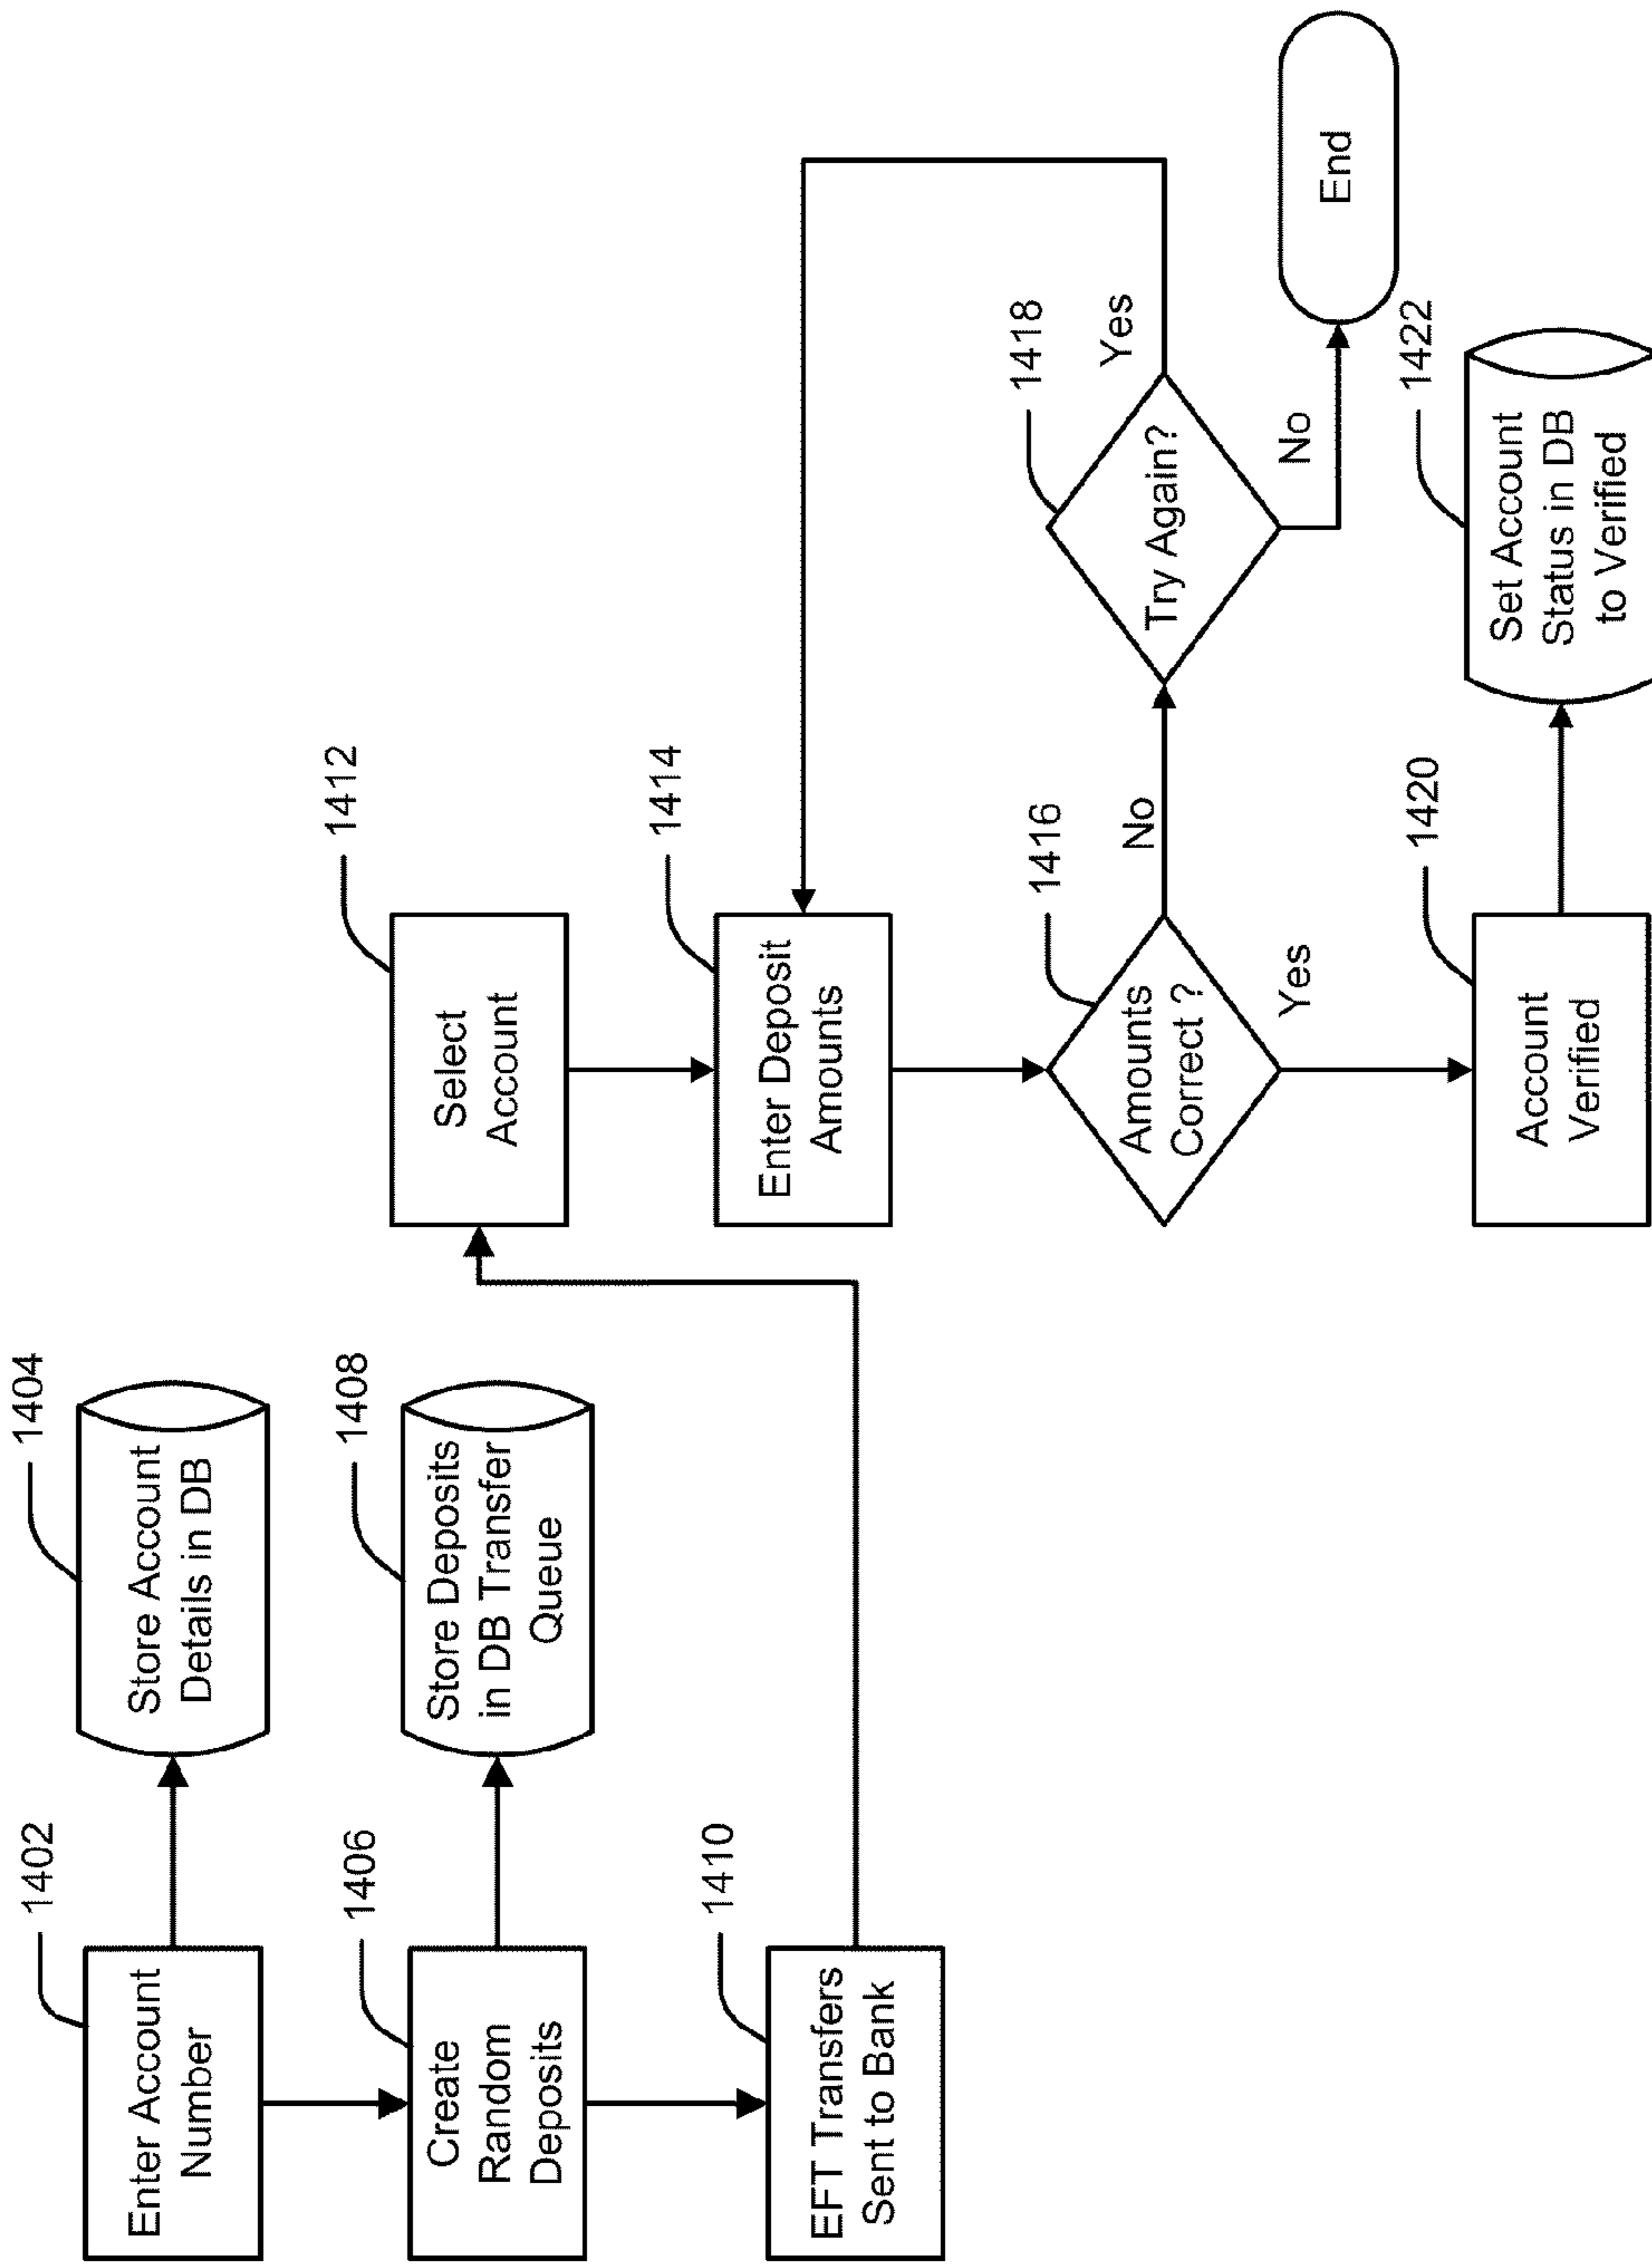 1402
Enter Account
Number
1404
Store Account
Details in DB
1406
Create
Random
Deposits
1408
Store Deposits
in DB Transfer
Queue
1410
EFT Transfers
Sent to Bank
1412
Select
Account
1414
Enter Deposit
Amounts
1416
Amounts
Correct ?
No
Yes
1418
Try Again?
Yes
No
End
1420
Account
Verified
1422
Set Account
Status in DB
to Verified